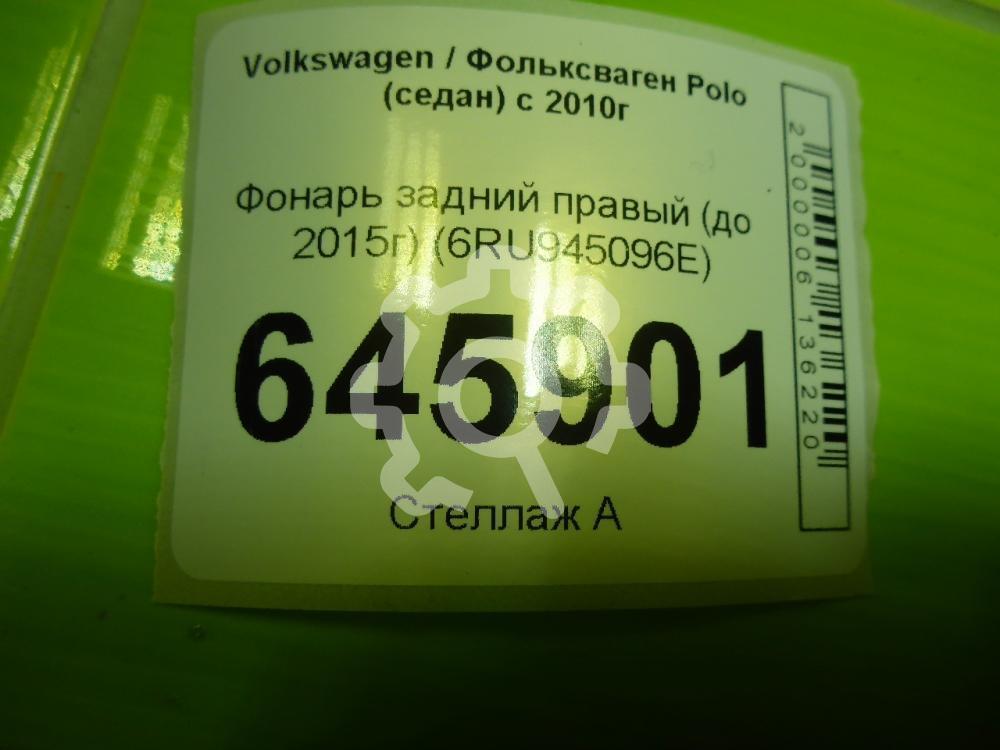 Volkswagen / Фольксваген Polo
(седан) с 2010г
Фонарь задний правый (до
2015г) (6RU945096E)
645901
Стеллаж А
2000006136220